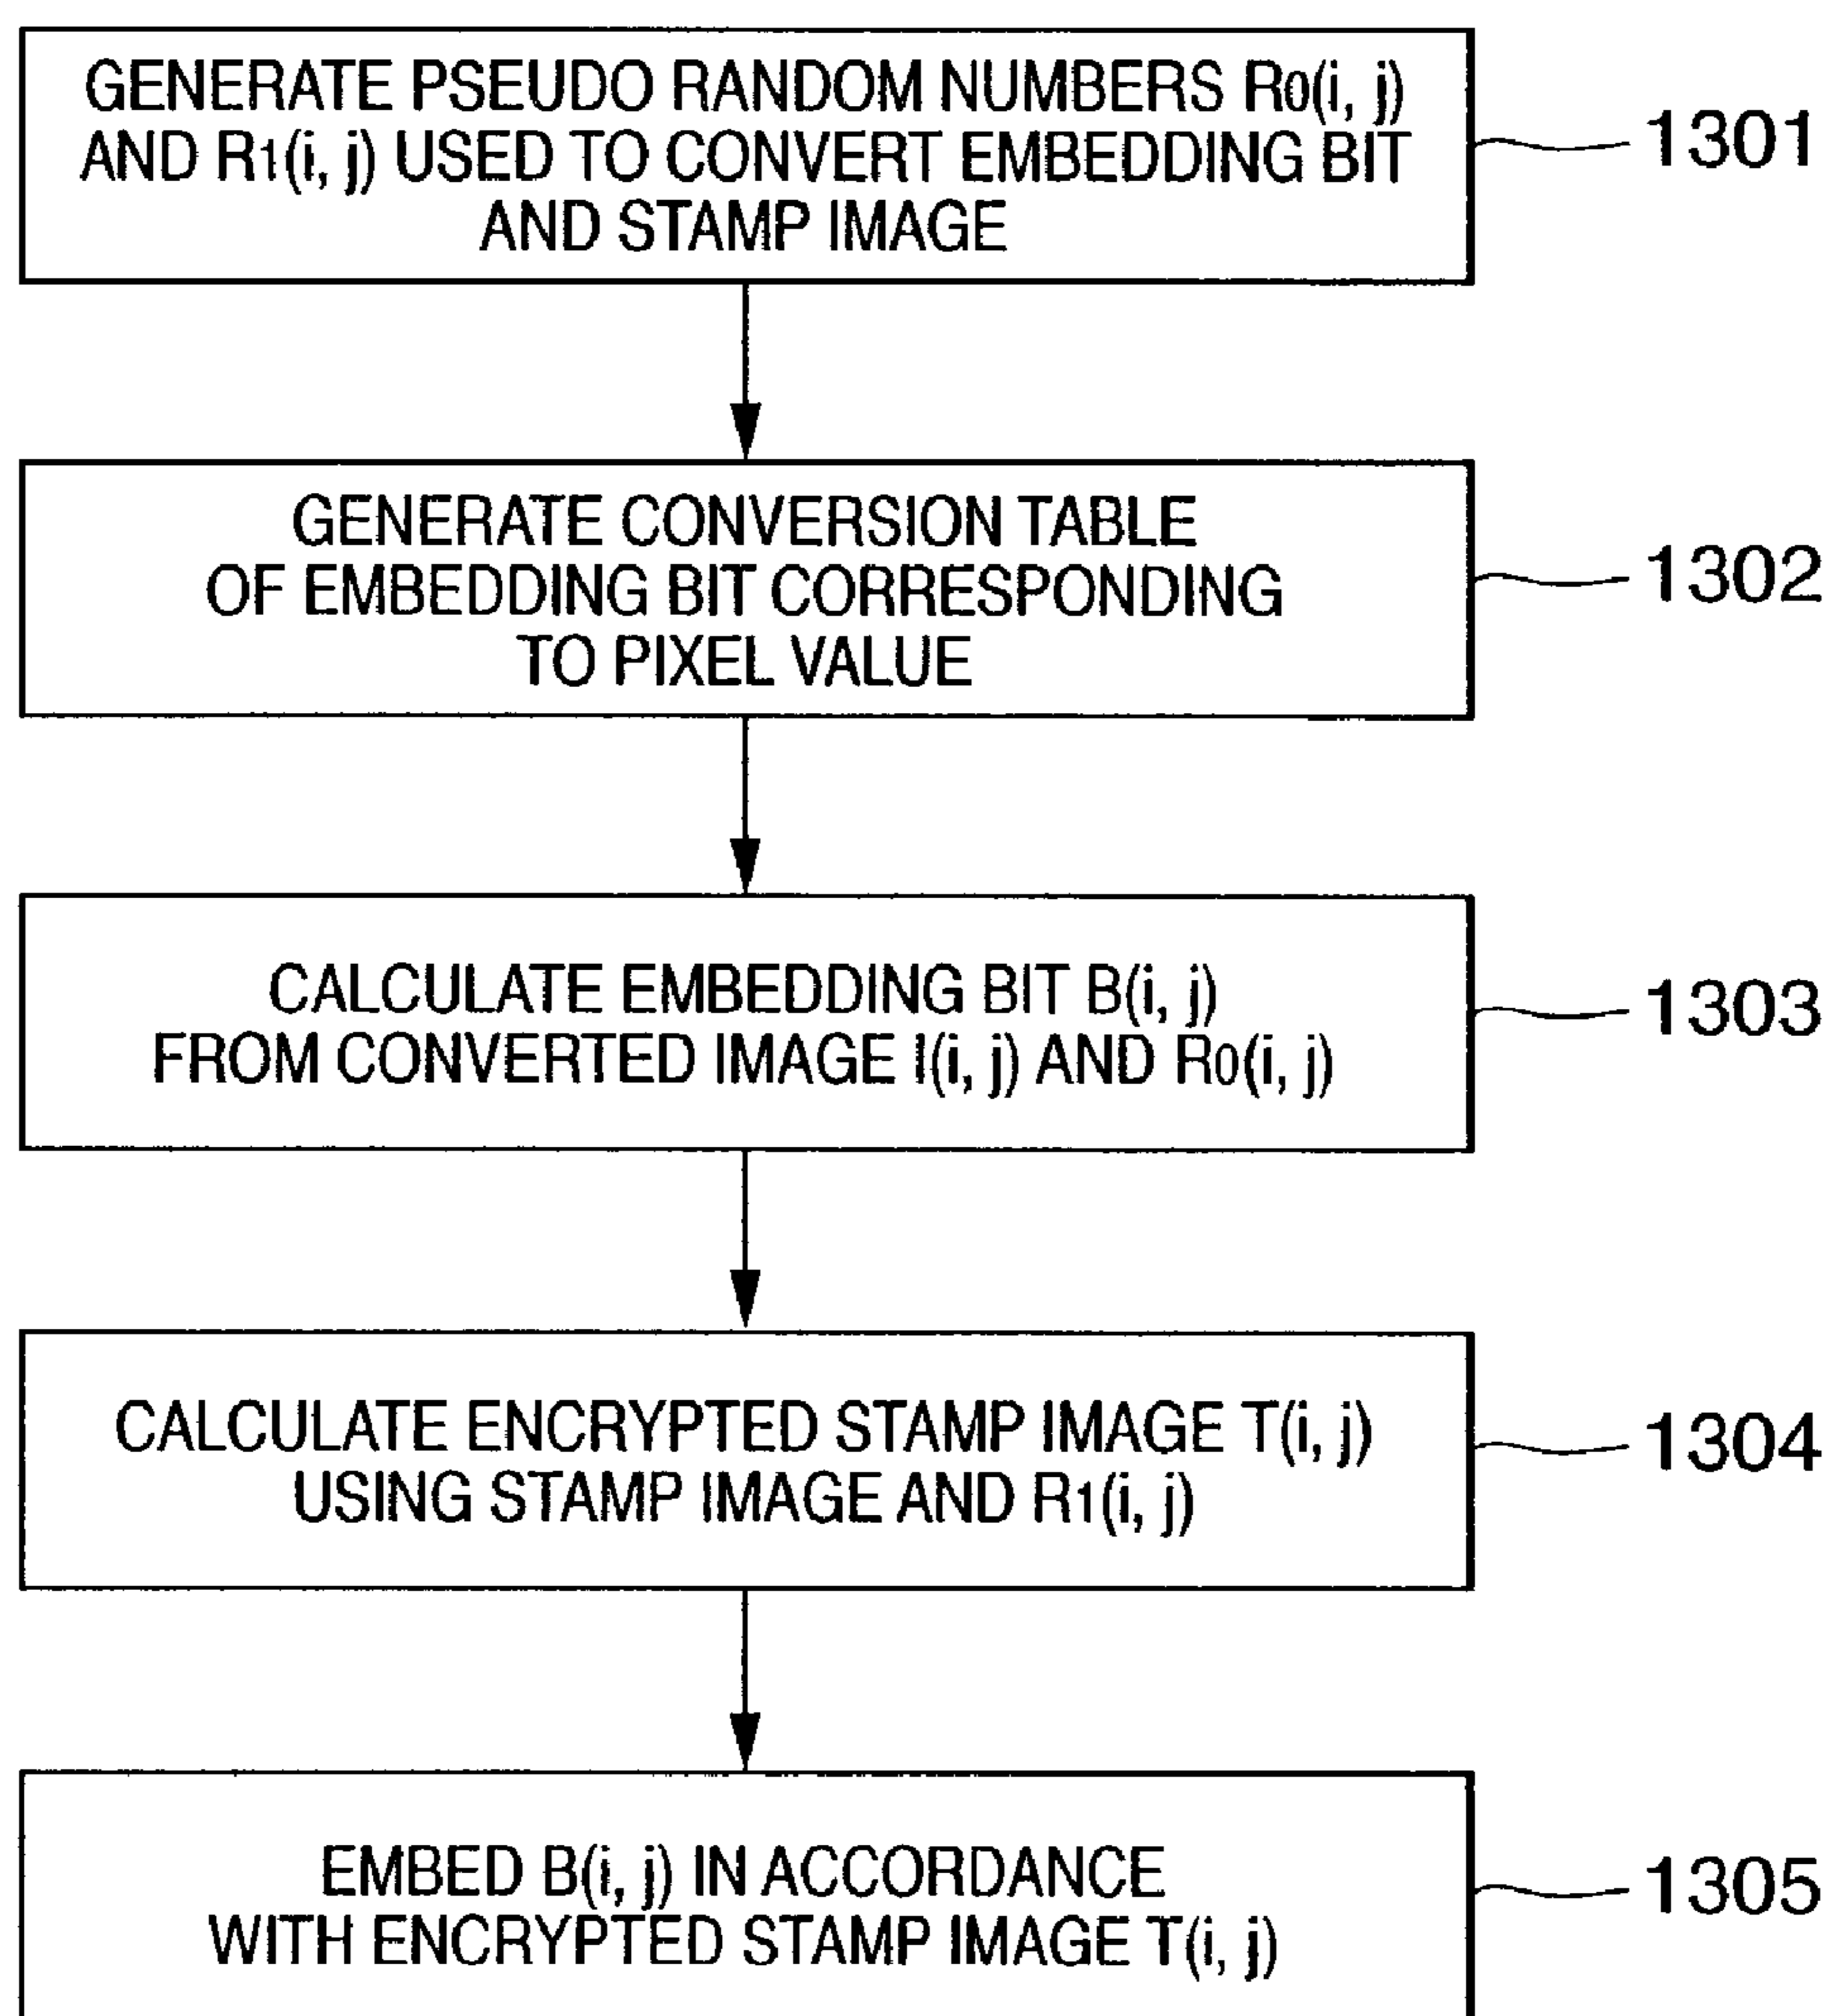 GENERATE PSEUDO RANDOM NUMBERS R0(i, j)
AND R1(i, j) USED TO CONVERT EMBEDDING BIT
AND STAMP IMAGE
1301
GENERATE CONVERSION TABLE
OF EMBEDDING BIT CORRESPONDING
TO PIXEL VALUE
1302
CALCULATE EMBEDDING BIT B(i, j)
FROM CONVERTED IMAGE I(i, j) AND R0(i, j)
1303
CALCULATE ENCRYPTED STAMP IMAGE T(i, j)
USING STAMP IMAGE AND R1(i, j)
1304
EMBED B(i, j) IN ACCORDANCE
WITH ENCRYPTED STAMP IMAGE T(i, j)
1305